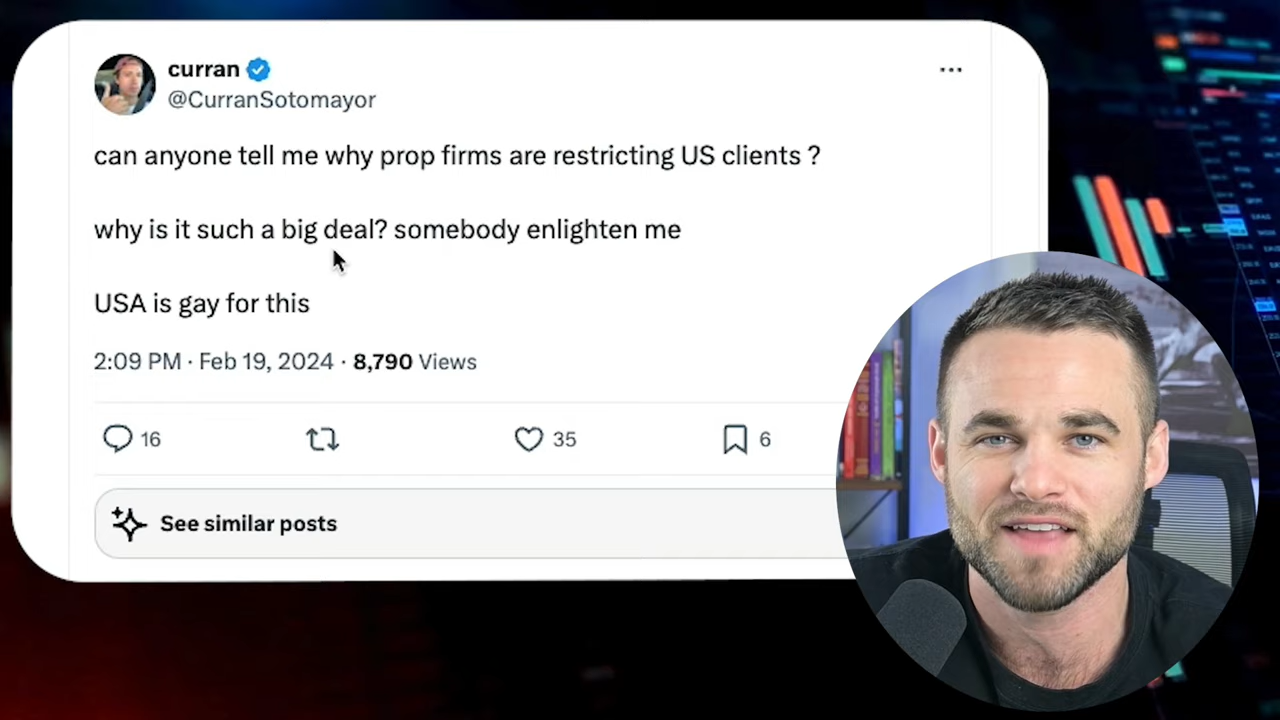 curran
@CurranSotomayor
can anyone tell me why prop firms are restricting US clients ?
why is it such a big deal? somebody enlighten me
USA is gay for this
2:09 PM · Feb 19, 2024 · 8,790 Views
16 35 6
See similar posts